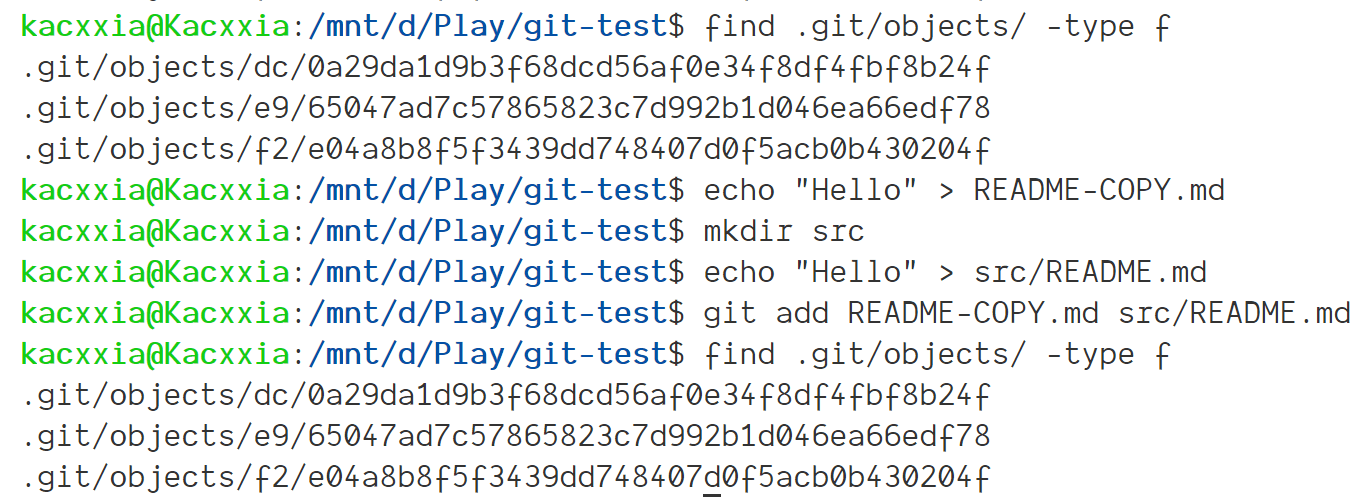 kacxxia@Kacxxia:/mnt/d/Play/git-test$ find .git/objects/ -type f
.git/objects/dc/0a29da1d9b3f68dcd56af0e34f8df4fbf8b24f
.git/objects/e9/65047ad7c57865823c7d992b1d046ea66edf78
.git/objects/f2/e04a8b8f5f3439dd748407d0f5acb0b430204f
kacxxia@Kacxxia:/mnt/d/Play/git-test$ echo "Hello" > README-COPY.md
kacxxia@Kacxxia:/mnt/d/Play/git-test$ mkdir src
kacxxia@Kacxxia:/mnt/d/Play/git-test$ echo "Hello" > src/README.md
kacxxia@Kacxxia:/mnt/d/Play/git-test$ git add README-COPY.md src/README.md
kacxxia@Kacxxia:/mnt/d/Play/git-test$ find .git/objects/ -type f
.git/objects/dc/0a29da1d9b3f68dcd56af0e34f8df4fbf8b24f
.git/objects/e9/65047ad7c57865823c7d992b1d046ea66edf78
.git/objects/f2/e04a8b8f5f3439dd748407d0f5acb0b430204f